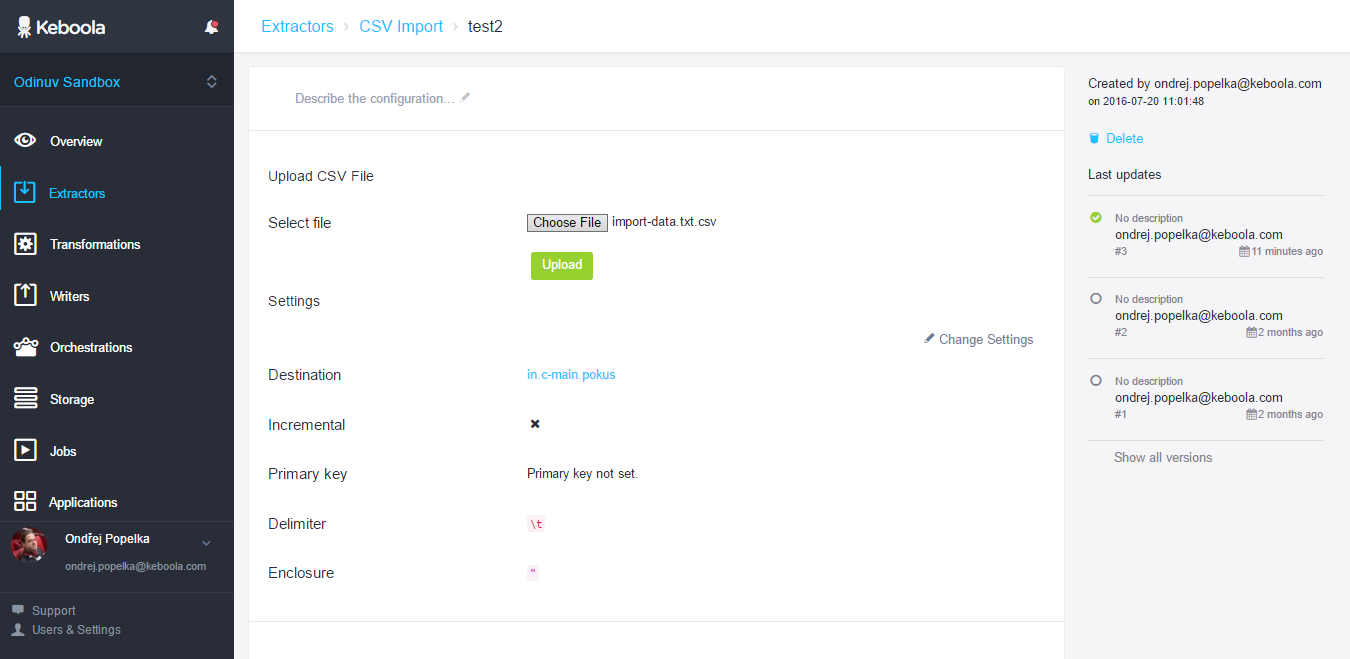 Keboola
Odinuv Sandbox
Overview
Extractors
Transformations
Writers
Orchestrations
Storage
Jobs
Applications
Ondřej Popelka
ondrej.popelka@keboola.com
Support
Users & Settings
Extractors › CSV Import › test2
Describe the configuration...
Upload CSV File
Select file Choose File import-data.txt.csv
Upload
Settings
Change Settings
Destination in.c-main.pokus
Incremental ✖
Primary key Primary key not set.
Delimiter \t
Enclosure "
Created by ondrej.popelka@keboola.com
on 2016-07-20 11:01:48
Delete
Last updates
No description
ondrej.popelka@keboola.com
#3 11 minutes ago
No description
ondrej.popelka@keboola.com
#2 2 months ago
No description
ondrej.popelka@keboola.com
#1 2 months ago
Show all versions